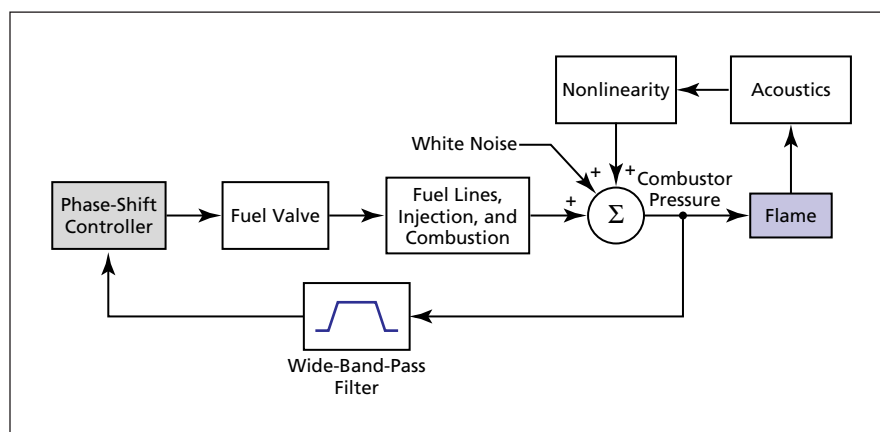 Nonlinearity
Acoustics
White Noise
+
+
Combustor
Pressure
Phase-Shift
Controller
Fuel Valve
Fuel Lines,
Injection, and
Combustion
+
Σ
Flame
Wide-Band-Pass
Filter